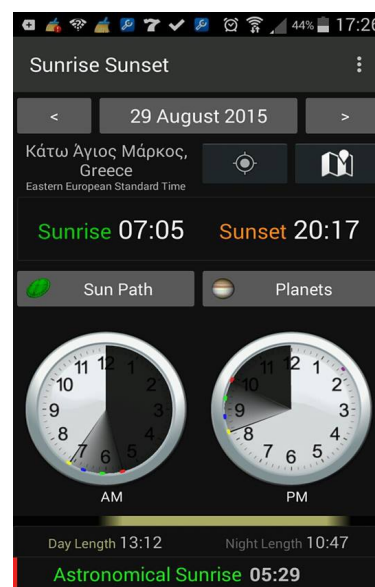 44% 17:26
Sunrise Sunset
< 29 August 2015 >
Κάτω Άγιος Μάρκος,
Greece
Eastern European Standard Time
Sunrise 07:05 Sunset 20:17
Sun Path Planets
12 1 2 3 4 5 6 7 8 9 10 11
12 1 2 3 4 5 6 7 8 9 10 11
AM PM
Day Length 13:12 Night Length 10:47
Astronomical Sunrise 05:29